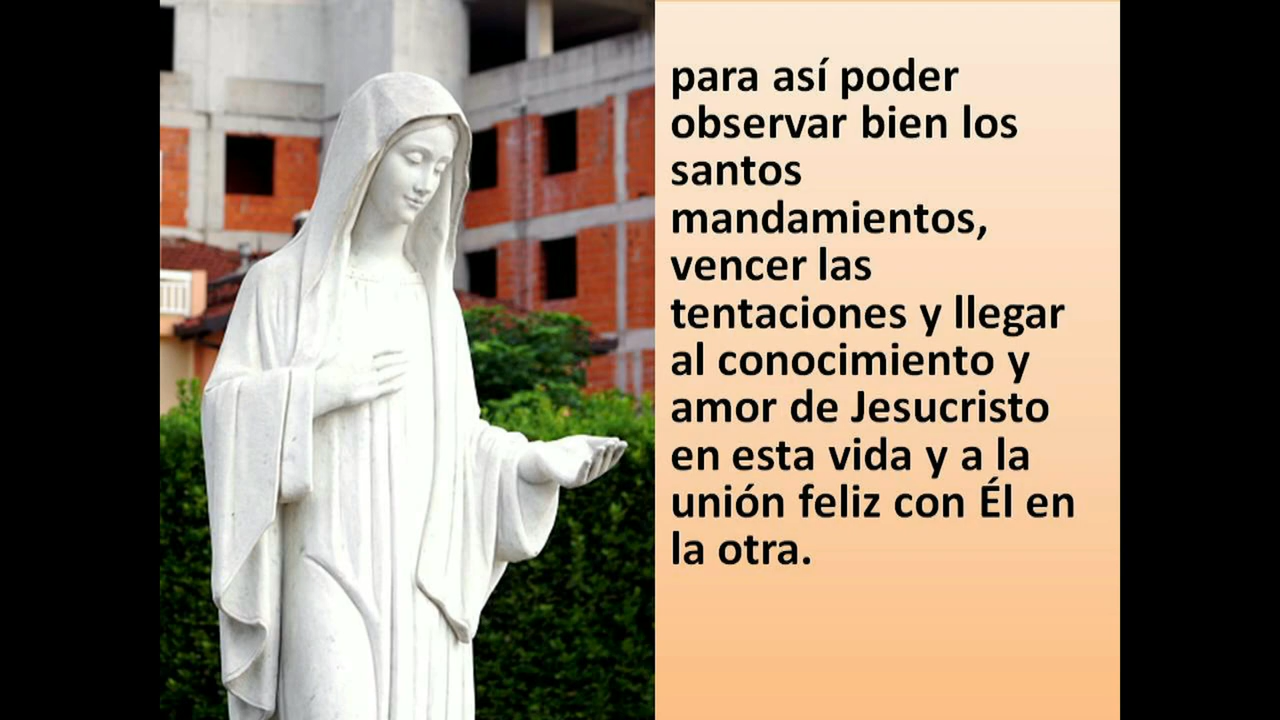 para así poder
observar bien los
santos
mandamientos,
vencer las
tentaciones y llegar
al conocimiento y
amor de Jesucristo
en esta vida y a la
unión feliz con Él en
la otra.